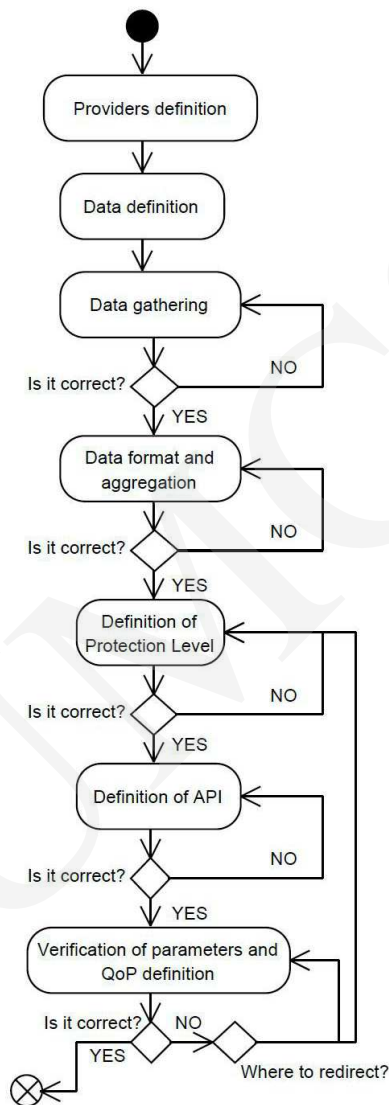 Providers definition
Data definition
Data gathering
NO
Is it correct?
YES
Data format and
aggregation
NO
Is it correct?
YES
Definition of
Protection Level
NO
Is it correct?
YES
Definition of API
NO
Is it correct?
YES
Verification of parameters and
QoP definition
Is it correct?
NO
YES
Where to redirect?
UMC